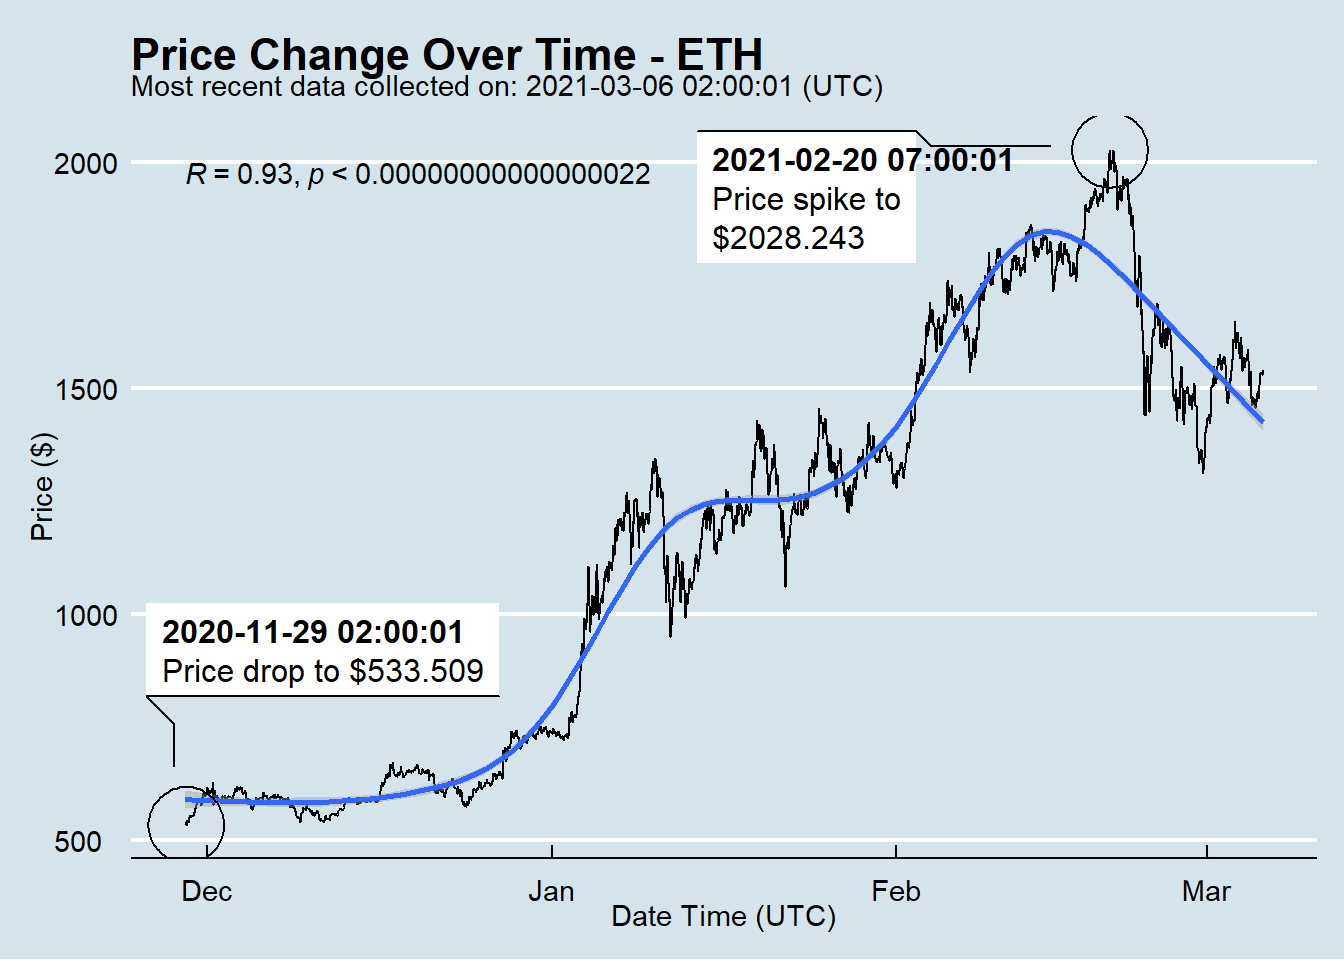 Price Change Over Time - ETH
Most recent data collected on: 2021-03-06 02:00:01 (UTC)
R = 0.93, p < 0.00000000000000022
2021-02-20 07:00:01
Price spike to
$2028.243
2020-11-29 02:00:01
Price drop to $533.509
Price ($)
2000
1500
1000
500
Dec
Jan
Feb
Mar
Date Time (UTC)